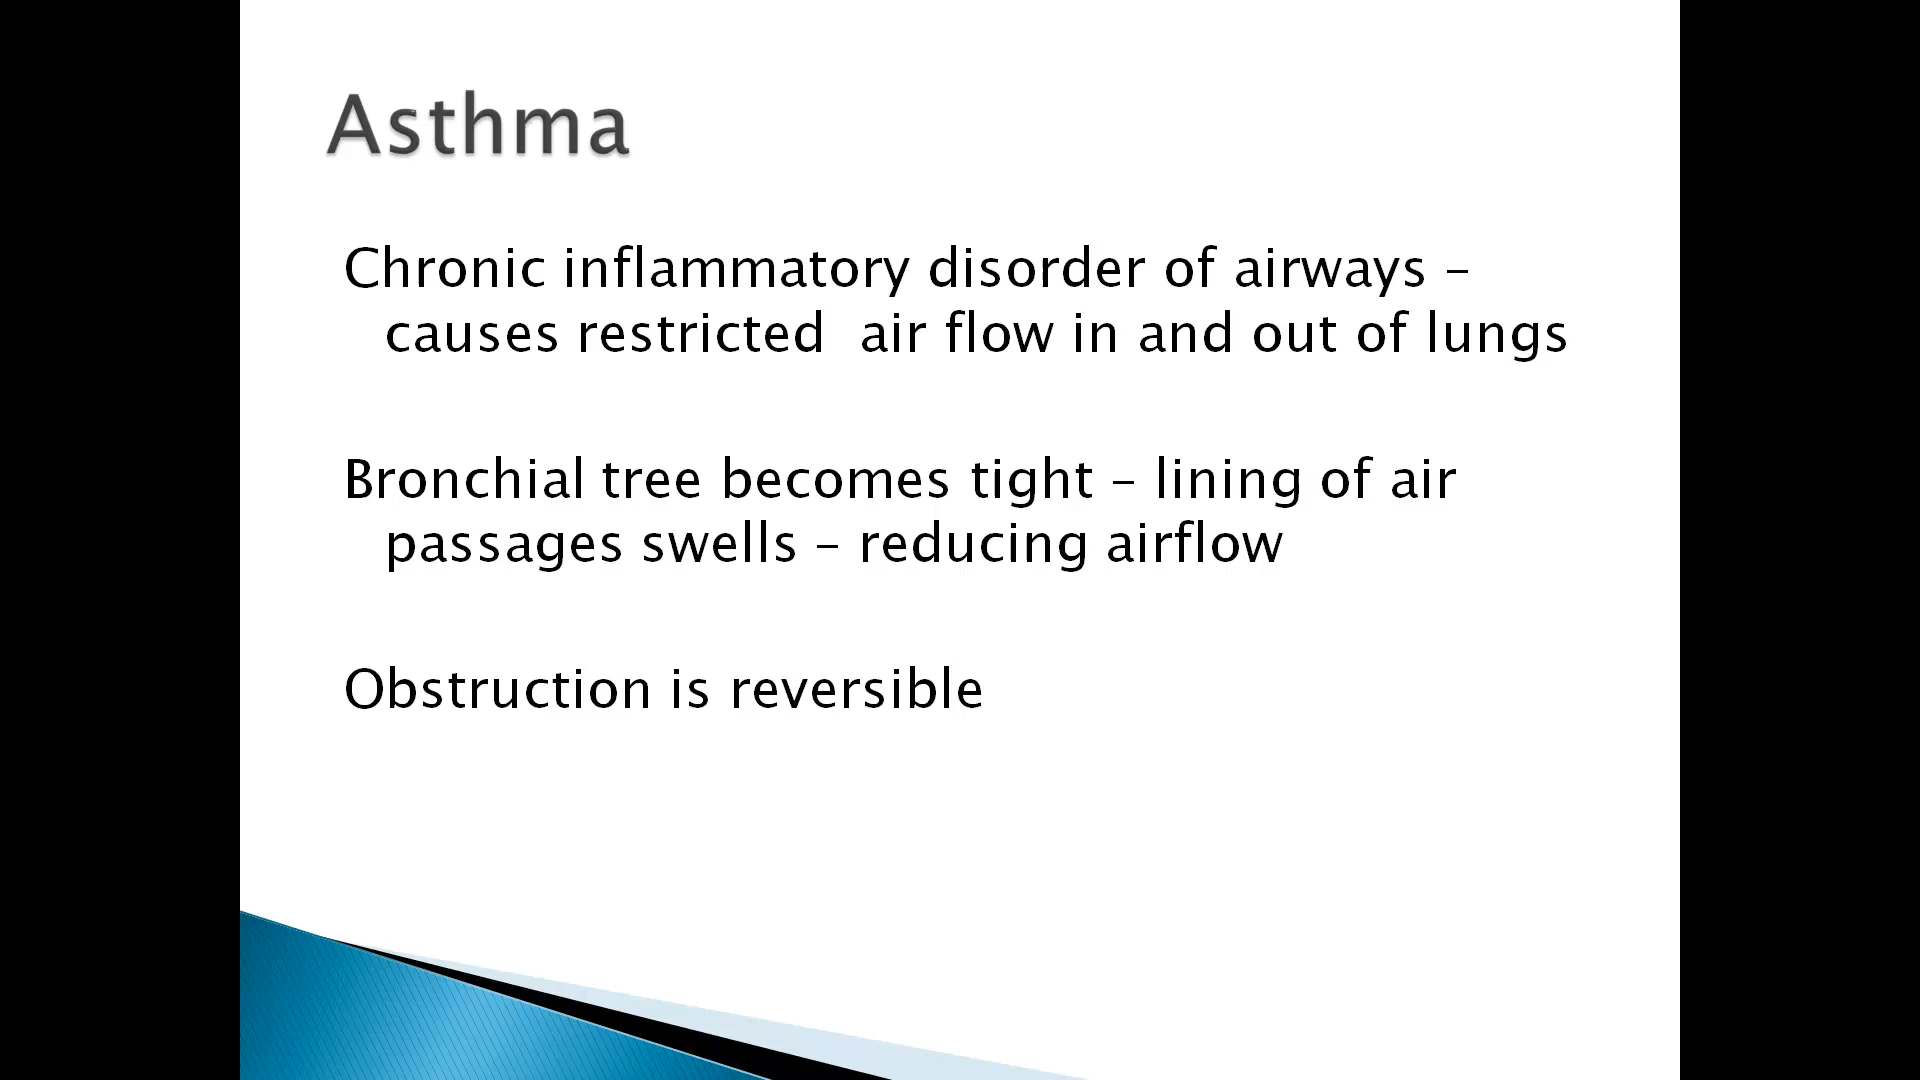 Asthma
Chronic inflammatory disorder of airways –
causes restricted  air flow in and out of lungs
Bronchial tree becomes tight – lining of air
passages swells – reducing airflow
Obstruction is reversible